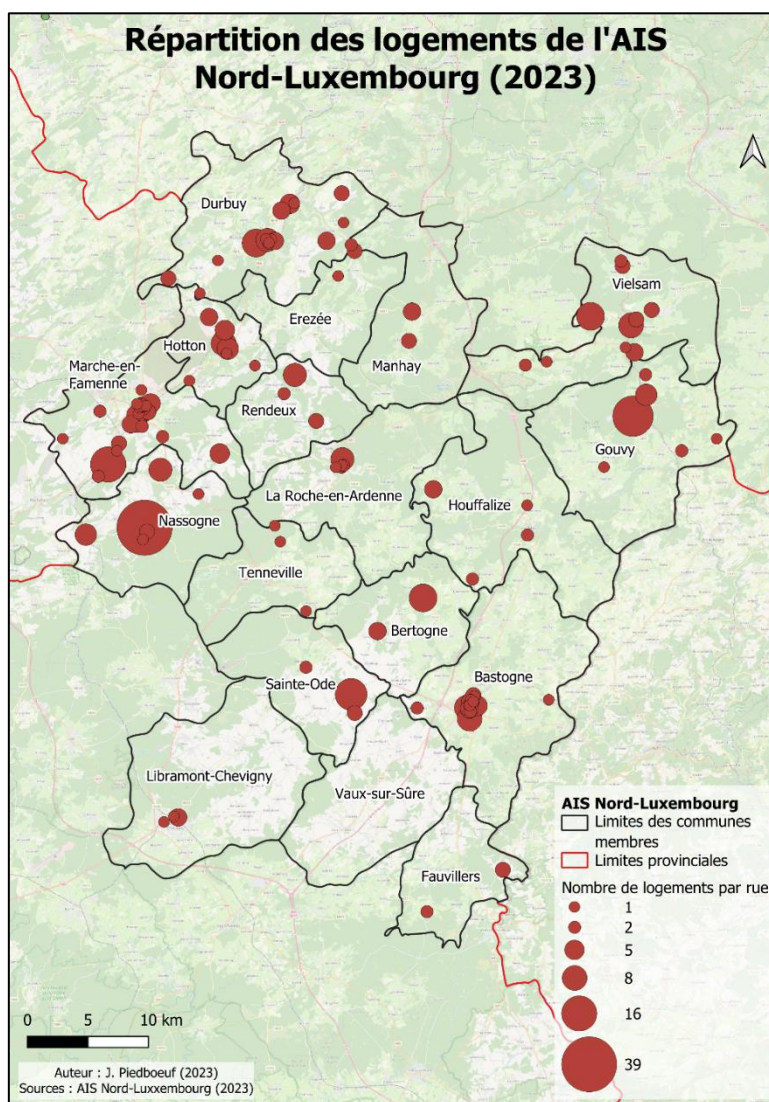 Répartition des logements de l'AIS
Nord-Luxembourg (2023)
Durbuy
Vielsam
Erezée
Hotton
Manhay
Marche-en-
Famenne
Rendeux
Gouvy
La Roche-en-Ardenne
Houffalize
Nassogne
Tenneville
Bertogne
Sainte-Ode
Bastogne
Libramont-Chevigny
Vaux-sur-Sûre
Fauvillers
AIS Nord-Luxembourg
Limites des communes
membres
Limites provinciales
Nombre de logements par rue
1
2
5
8
16
39
0 5 10 km
Auteur : J. Piedboeuf (2023)
Sources : AIS Nord-Luxxembourg (2023)